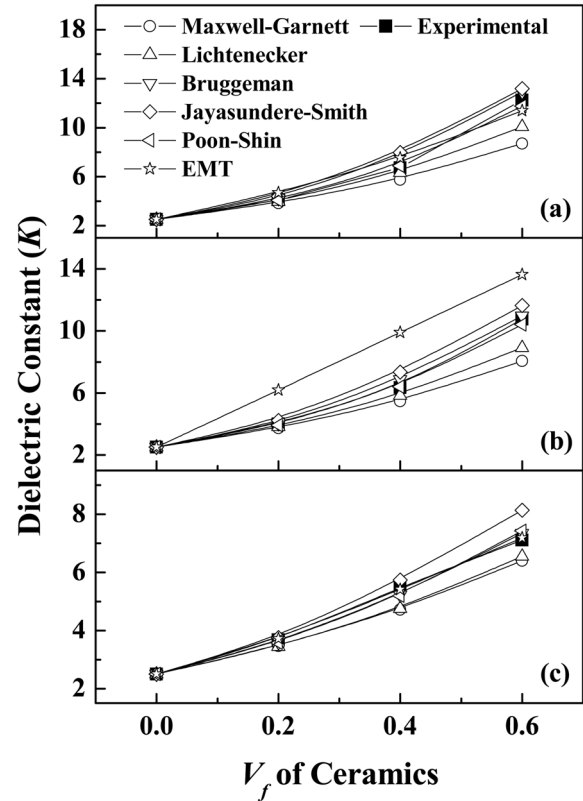 18
14
10
6
2
Maxwell-Garnett
Experimental
Lichtenecker
Bruggeman
Jayasundere-Smith
Poon-Shin
EMT
(a)
14
10
6
2
(b)
8
6
4
2
(c)
0.0 0.2 0.4 0.6
Dielectric Constant (K)
V_f of Ceramics